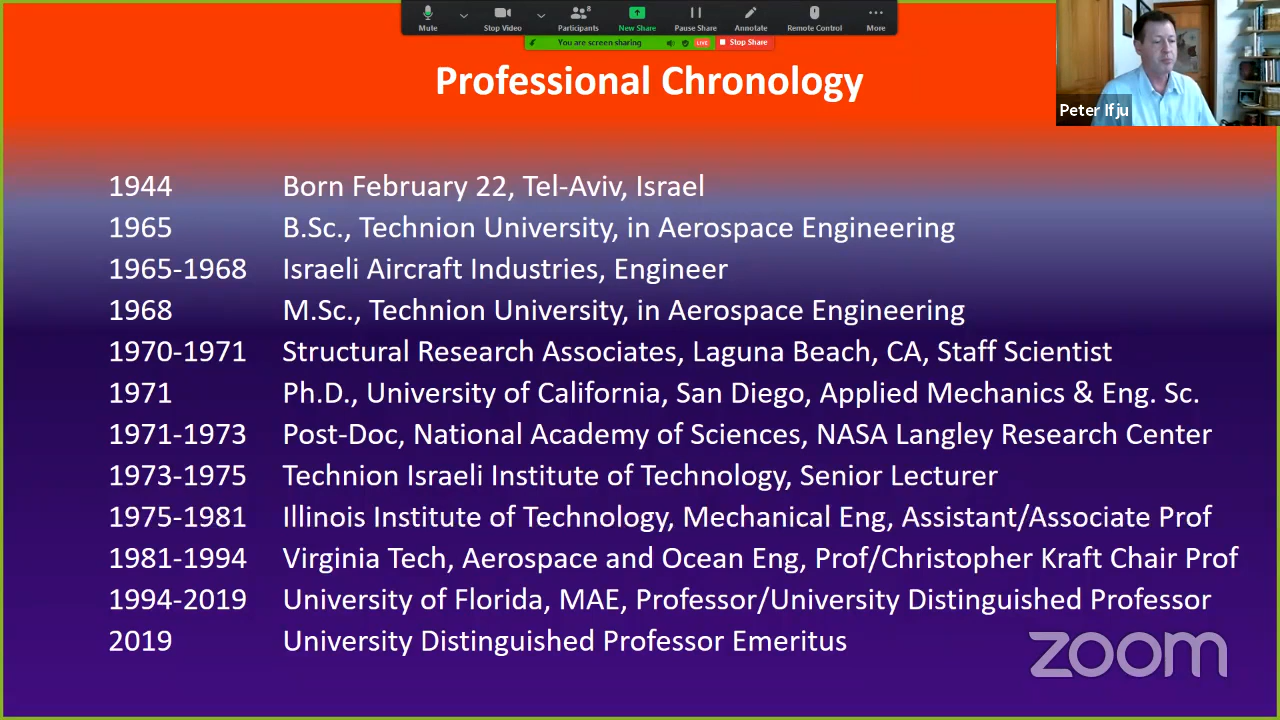 Mute
Stop Video
Participants
8
New Share
Pause Share
Annotate
Remote Control
More
You are screen sharing
LIVE
Stop Share
Professional Chronology
Peter Ifju
1944 Born February 22, Tel-Aviv, Israel
1965 B.Sc., Technion University, in Aerospace Engineering
1965-1968 Israeli Aircraft Industries, Engineer
1968 M.Sc., Technion University, in Aerospace Engineering
1970-1971 Structural Research Associates, Laguna Beach, CA, Staff Scientist
1971 Ph.D., University of California, San Diego, Applied Mechanics & Eng. Sc.
1971-1973 Post-Doc, National Academy of Sciences, NASA Langley Research Center
1973-1975 Technion Israeli Institute of Technology, Senior Lecturer
1975-1981 Illinois Institute of Technology, Mechanical Eng, Assistant/Associate Prof
1981-1994 Virginia Tech, Aerospace and Ocean Eng, Prof/Christopher Kraft Chair Prof
1994-2019 University of Florida, MAE, Professor/University Distinguished Professor
2019 University Distinguished Professor Emeritus
zoom